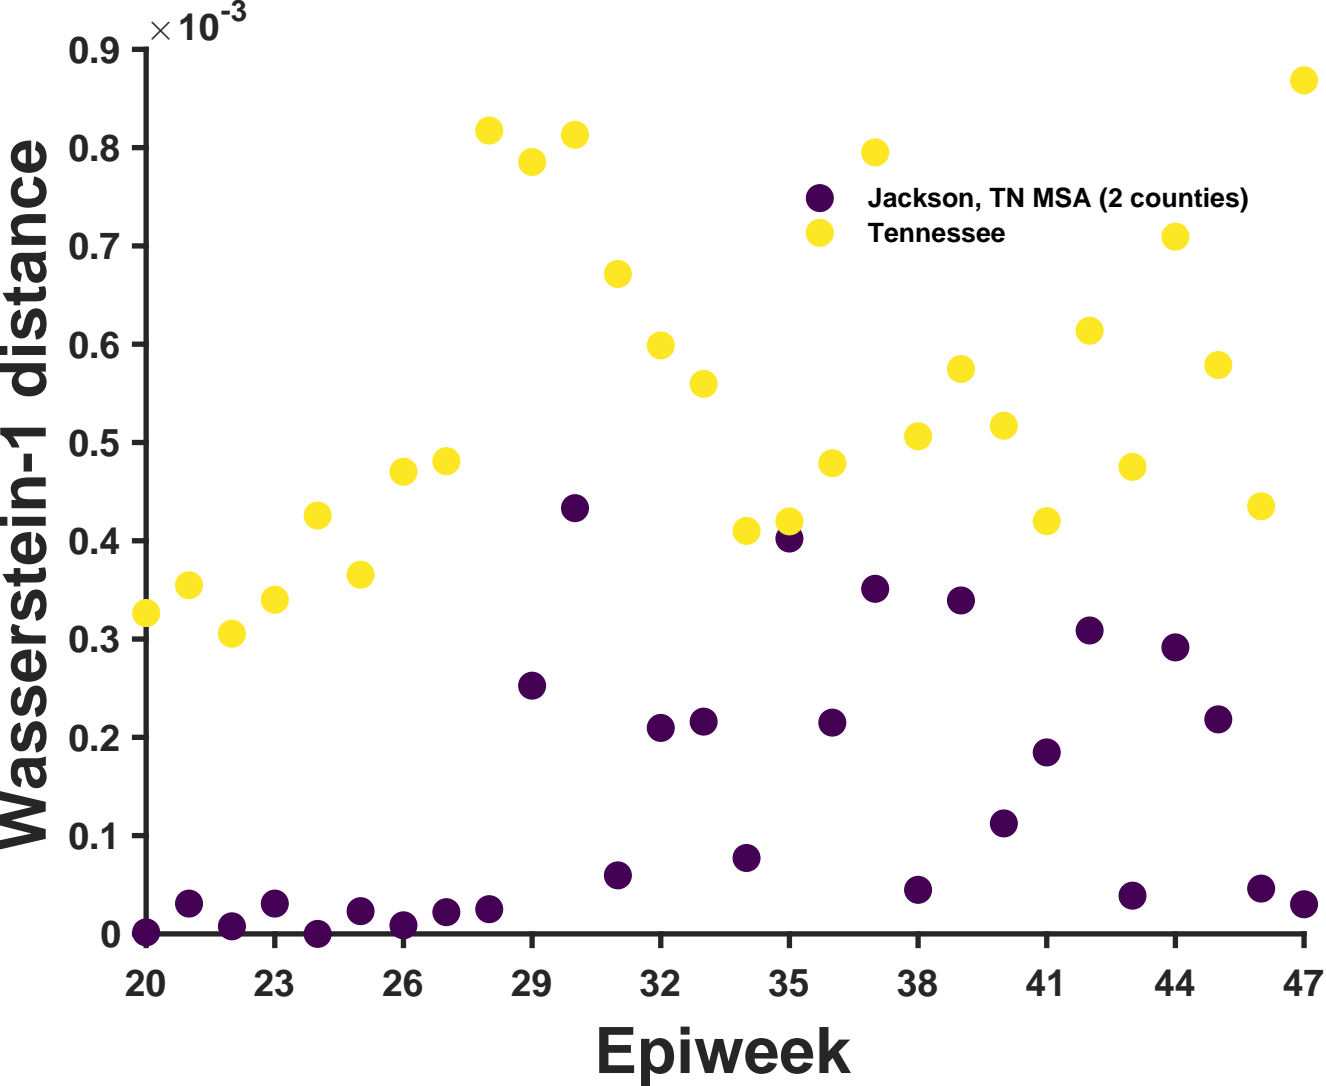 × 10-3
0.9
0.8
0.7
0.6
0.5
0.4
0.3
0.2
0.1
0
Wasserstein-1 distance
Jackson, TN MSA (2 counties)
Tennessee
20 23 26 29 32 35 38 41 44 47
Epiweek